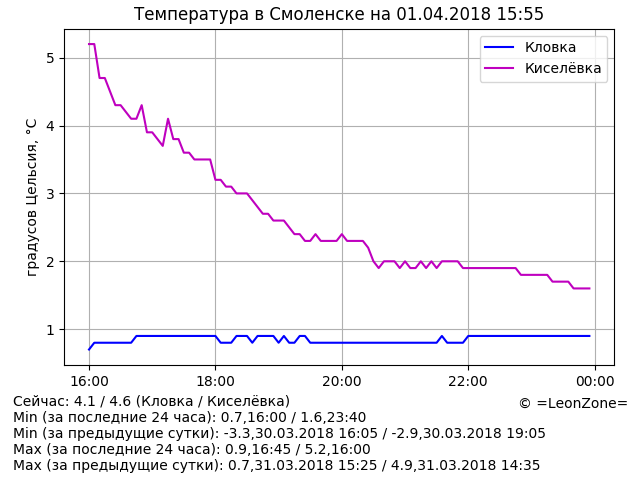 Температура в Смоленске на 01.04.2018 15:55
Кловка
Киселёвка
градусов Цельсия, °C
5
4
3
2
1
16:00 18:00 20:00 22:00 00:00
Сейчас: 4.1 / 4.6 (Кловка / Киселёвка)
© =LeonZone=
Min (за последние 24 часа): 0.7,16:00 / 1.6,23:40
Min (за предыдущие сутки): -3.3,30.03.2018 16:05 / -2.9,30.03.2018 19:05
Max (за последние 24 часа): 0.9,16:45 / 5.2,16:00
Max (за предыдущие сутки): 0.7,31.03.2018 15:25 / 4.9,31.03.2018 14:35